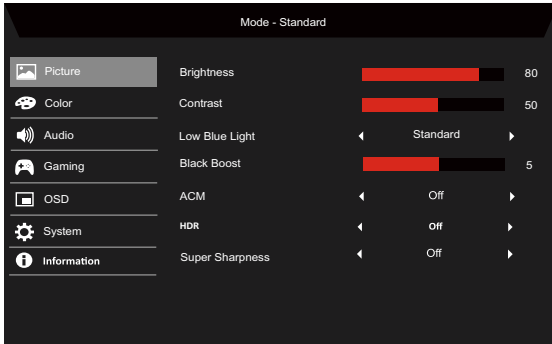 Mode - Standard
Picture
Brightness 80
Color
Contrast 50
Audio
Low Blue Light Standard
Gaming
Black Boost 5
OSD
ACM Off
System
HDR Off
Information
Super Sharpness Off